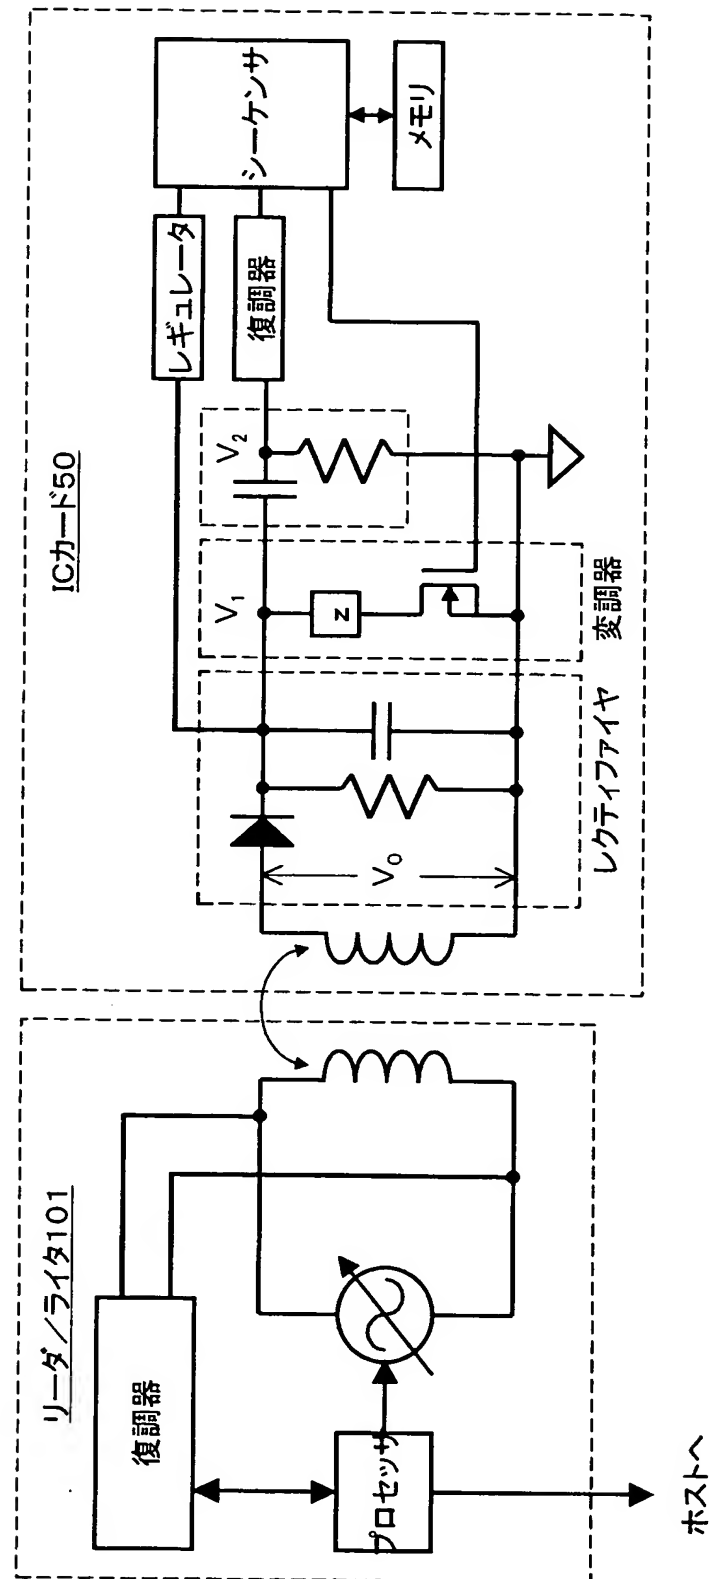 リーダ/ライタ101
復調器
プロセッサ
ホストへ
ICカード50
V0
レクティファイヤ
V1
Z
変調器
V2
レギュレータ
復調器
シーケンサ
メモリ